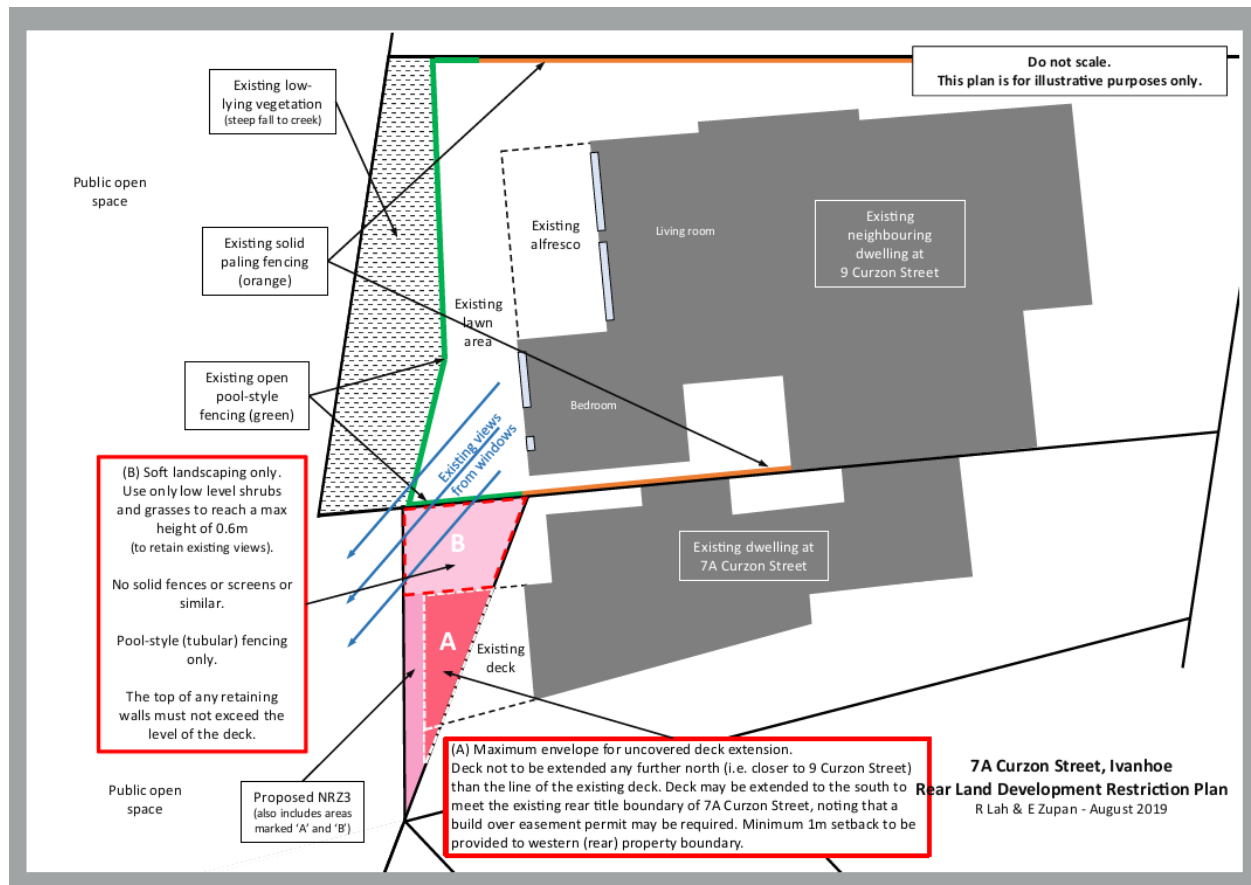 Do not scale.
This plan is for illustrative purposes only.
Existing low-
lying vegetation
(steep fall to creek)
Public open
space
Existing solid
paling fencing
(orange)
Existing
alfresco
Living room
Existing
neighbouring
dwelling at
9 Curzon Street
Existing
lawn
area
Existing open
pool-style
fencing (green)
Bedroom
Existing views
from windows
(B) Soft landscaping only.
Use only low level shrubs
and grasses to reach a max
height of 0.6m
(to retain existing views).
No solid fences or screens or
similar.
Pool-style (tubular) fencing
only.
The top of any retaining
walls must not exceed the
level of the deck.
B
Existing dwelling at
7A Curzon Street
A
Existing
deck
Public open
space
Proposed NRZ3
(also includes areas
marked ‘A’ and ‘B’)
(A) Maximum envelope for uncovered deck extension.
Deck not to be extended any further north (i.e. closer to 9 Curzon Street)
than the line of the existing deck. Deck may be extended to the south to
meet the existing rear title boundary of 7A Curzon Street, noting that a
build over easement permit may be required. Minimum 1m setback to be
provided to western (rear) property boundary.
7A Curzon Street, Ivanhoe
Rear Land Development Restriction Plan
R Lah & E Zupan - August 2019